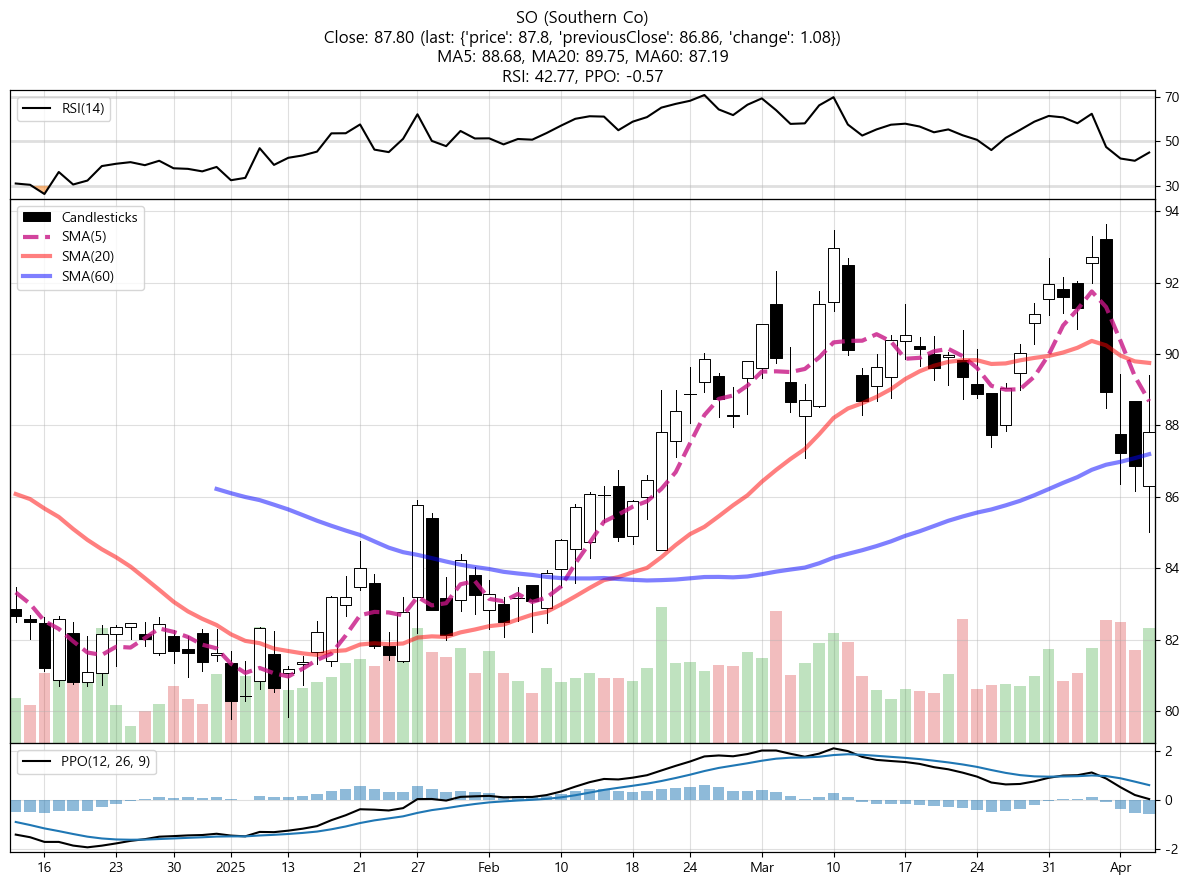 SO (Southern Co)
Close: 87.80 (last: {'price': 87.8, 'previousClose': 86.86, 'change': 1.08})
MA5: 88.68, MA20: 89.75, MA60: 87.19
RSI: 42.77, PPO: -0.57
RSI(14)
70
50
30
Candlesticks
SMA(5)
SMA(20)
SMA(60)
94
92
90
88
86
84
82
80
PPO(12, 26, 9)
2
0
-2
16 23 30 2025 13 21 27 Feb 10 18 24 Mar 10 17 24 31 Apr